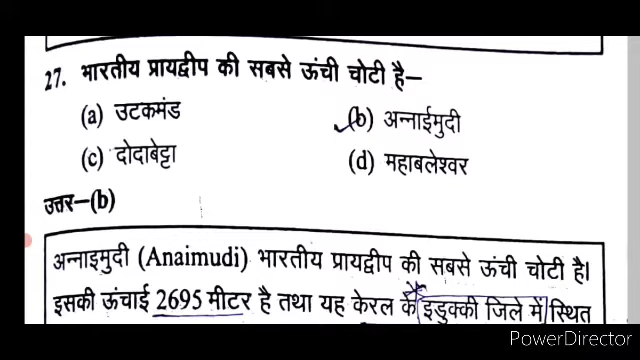 27. भारतीय प्रायद्वीप की सबसे ऊंची चोटी है—
(a) उटकमंड (b) अन्नाईमुदी
(c) दोदाबेट्टा (d) महाबलेश्वर
उत्तर—(b)
अन्नाइमुदी (Anaimudi) भारतीय प्रायद्वीप की सबसे ऊंची चोटी है।
इसकी ऊंचाई 2695 मीटर है तथा यह केरल के इडुक्की जिले में स्थित
PowerDirector